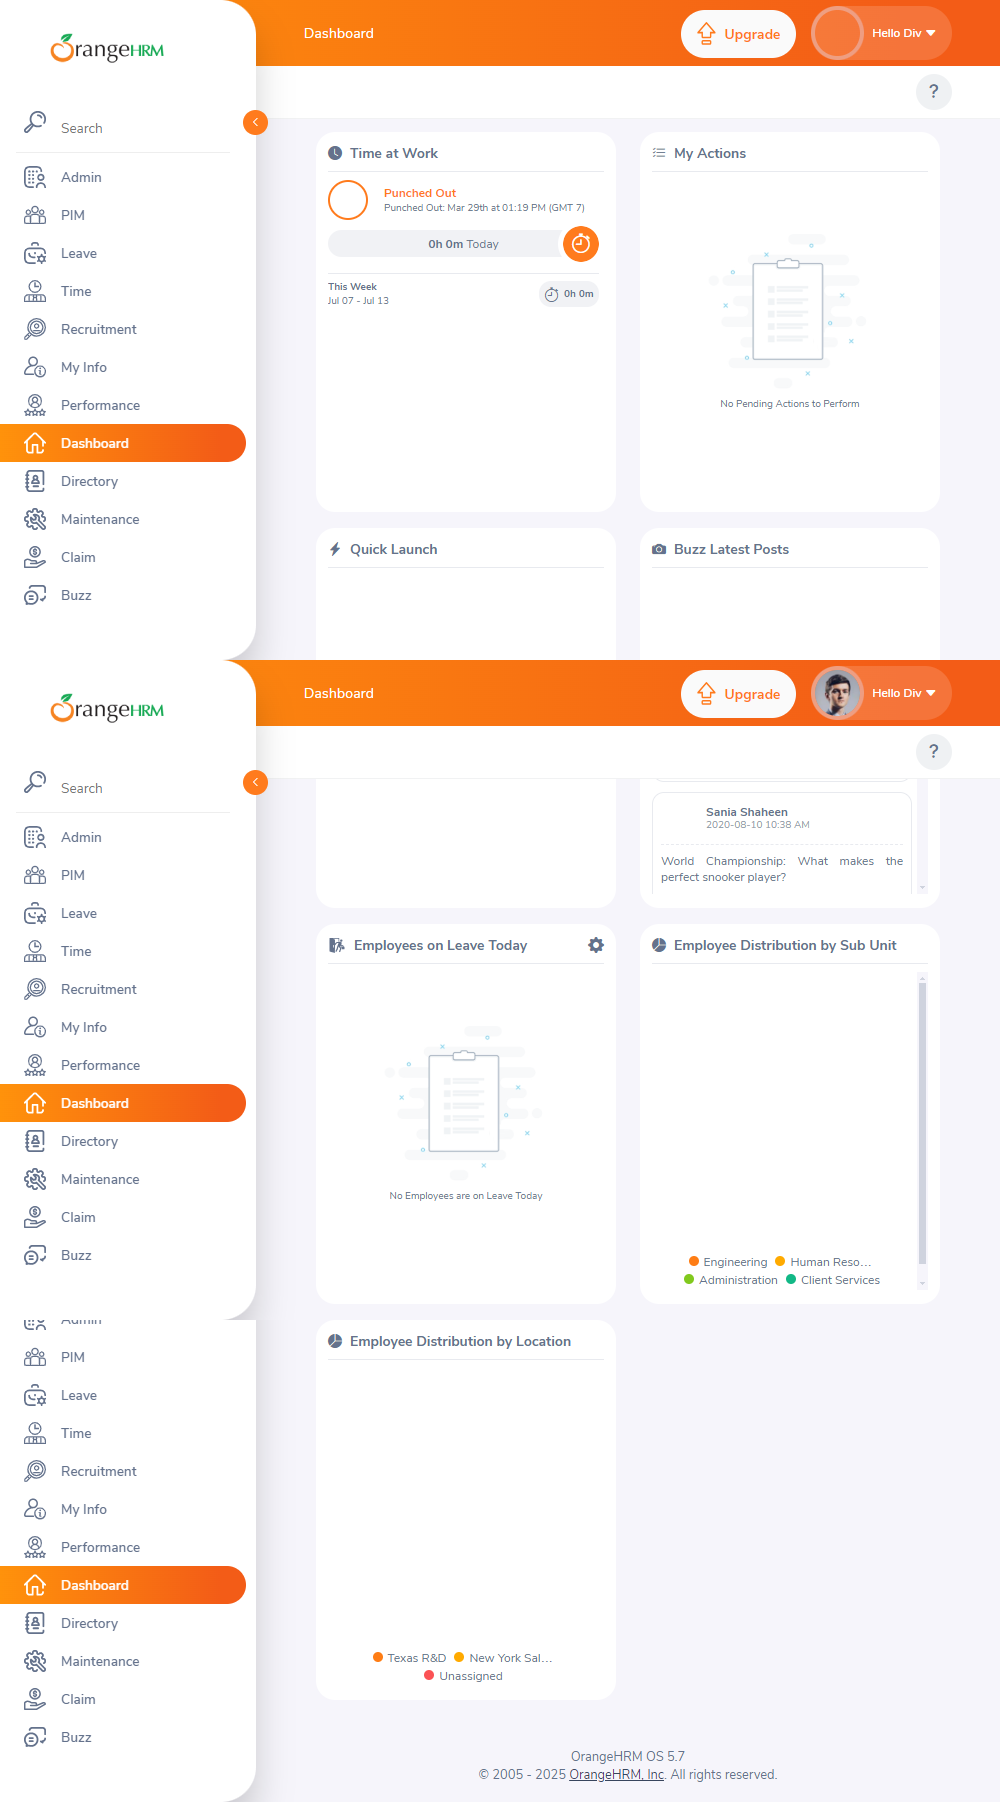 OrangeHRM
Dashboard
Upgrade
Hello Div
?
Search
Admin
PIM
Leave
Time
Recruitment
My Info
Performance
Dashboard
Directory
Maintenance
Claim
Buzz
Time at Work
Punched Out
Punched Out: Mar 29th at 01:19 PM (GMT 7)
0h 0m Today
This Week
Jul 07 - Jul 13
0h 0m
My Actions
No Pending Actions to Perform
Quick Launch
Buzz Latest Posts
OrangeHRM
Dashboard
Upgrade
Hello Div
?
Search
Admin
PIM
Leave
Time
Recruitment
My Info
Performance
Dashboard
Directory
Maintenance
Claim
Buzz
Sania Shaheen
2020-08-10 10:38 AM
World Championship: What makes the
perfect snooker player?
Employees on Leave Today
No Employees are on Leave Today
Employee Distribution by Sub Unit
Engineering
Human Reso...
Administration
Client Services
Admin
PIM
Leave
Time
Recruitment
My Info
Performance
Dashboard
Directory
Maintenance
Claim
Buzz
Employee Distribution by Location
Texas R&D
New York Sal...
Unassigned
OrangeHRM OS 5.7
© 2005 - 2025 OrangeHRM, Inc. All rights reserved.